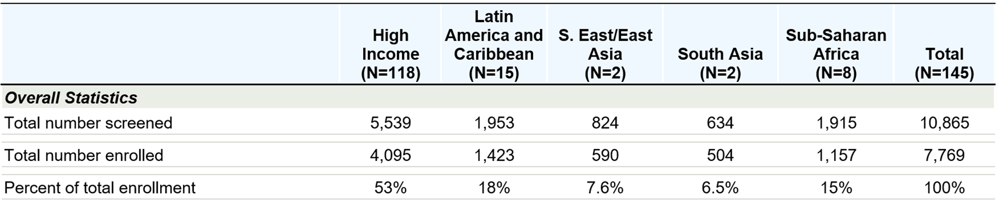 High Income (N=118) Latin America and Caribbean (N=15) S. East/East Asia (N=2) South Asia (N=2) Sub-Saharan Africa (N=8) Total (N=145)
Overall Statistics
Total number screened 5,539 1,953 824 634 1,915 10,865
Total number enrolled 4,095 1,423 590 504 1,157 7,769
Percent of total enrollment 53% 18% 7.6% 6.5% 15% 100%